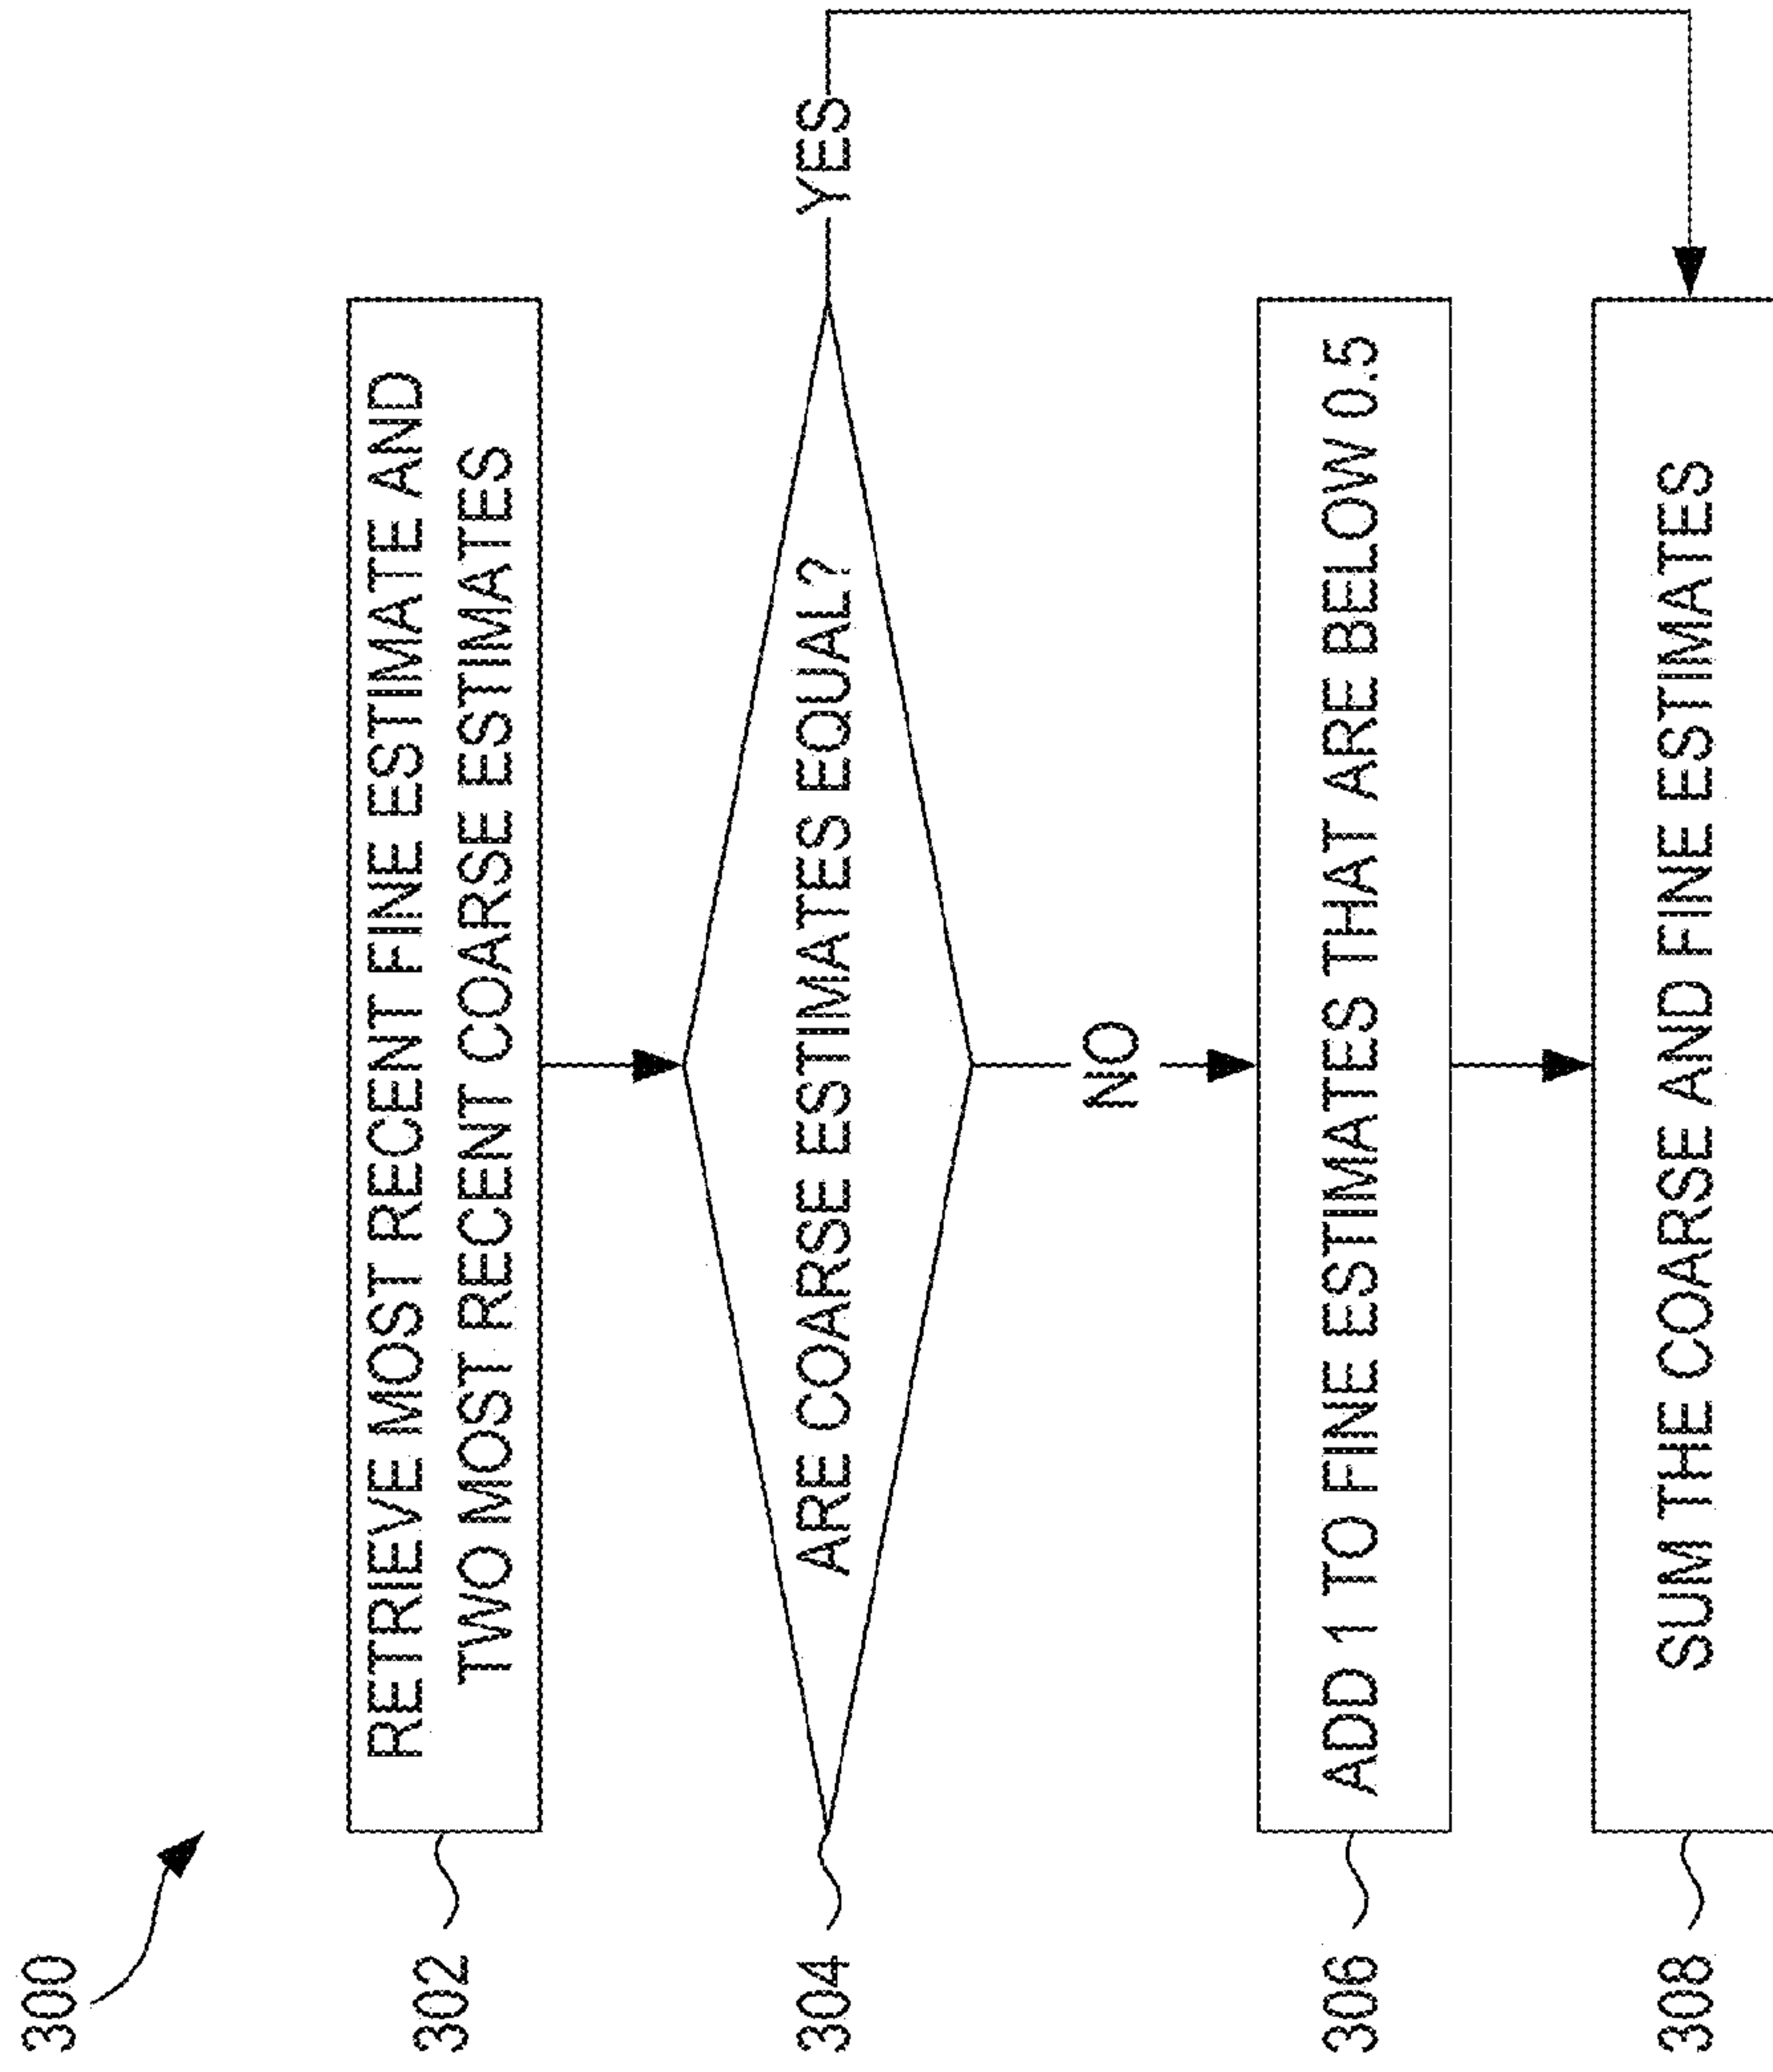 300
302
RETRIEVE MOST RECENT FINE ESTIMATE AND
TWO MOST RECENT COARSE ESTIMATES
304
ARE COARSE ESTIMATES EQUAL?
YES
NO
306
ADD 1 TO FINE ESTIMATES THAT ARE BELOW 0.5
308
SUM THE COARSE AND FINE ESTIMATES